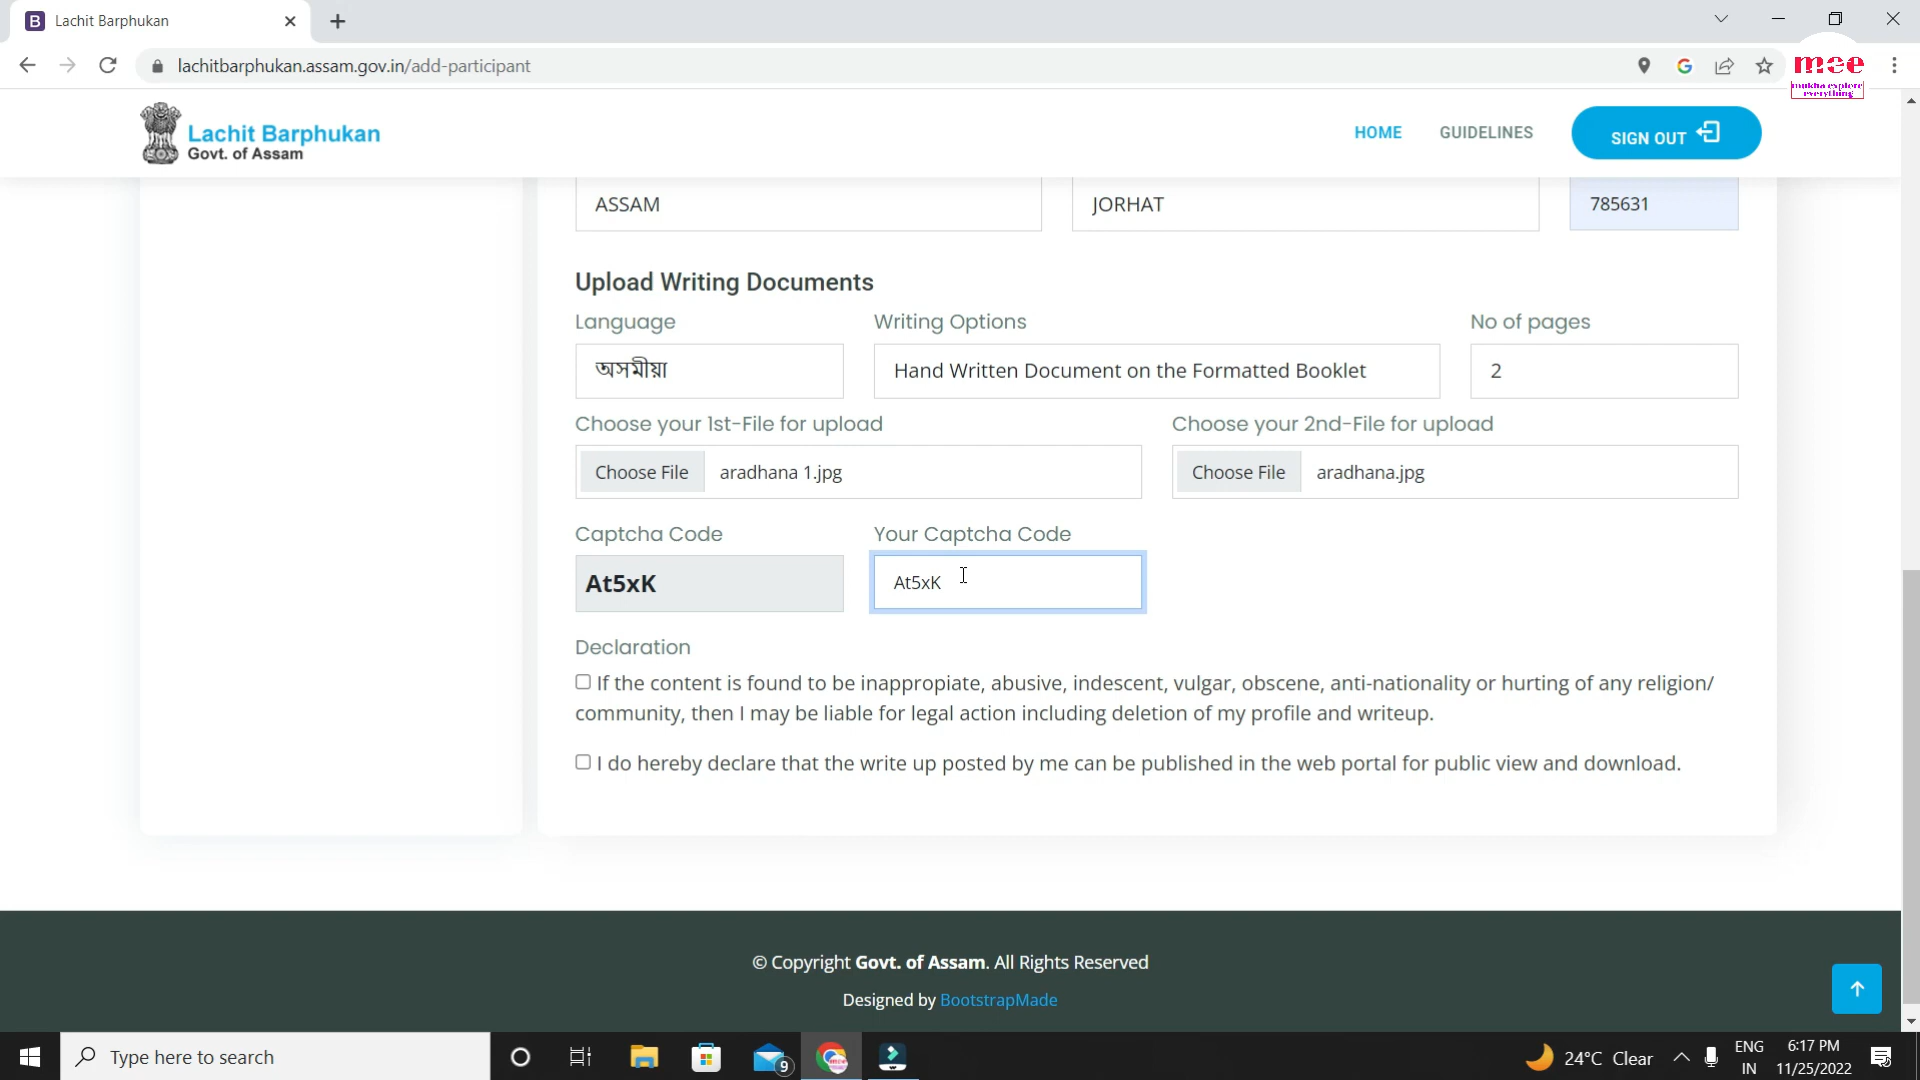 Lachit Barphukan
lachitbarphukan.assam.gov.in/add-participant
mee
mukha explore
everything
Lachit Barphukan
Govt. of Assam
HOME
GUIDELINES
SIGN OUT
ASSAM
JORHAT
785631
Upload Writing Documents
Language
Writing Options
No of pages
অসমীয়া
Hand Written Document on the Formatted Booklet
2
Choose your 1st-File for upload
Choose your 2nd-File for upload
Choose File aradhana 1.jpg
Choose File aradhana.jpg
Captcha Code
Your Captcha Code
At5xK
At5xK
Declaration
If the content is found to be inappropiate, abusive, indescent, vulgar, obscene, anti-nationality or hurting of any religion/
community, then I may be liable for legal action including deletion of my profile and writeup.
I do hereby declare that the write up posted by me can be published in the web portal for public view and download.
© Copyright Govt. of Assam. All Rights Reserved
Designed by BootstrapMade
Type here to search
9
24°C Clear
ENG
IN
6:17 PM
11/25/2022